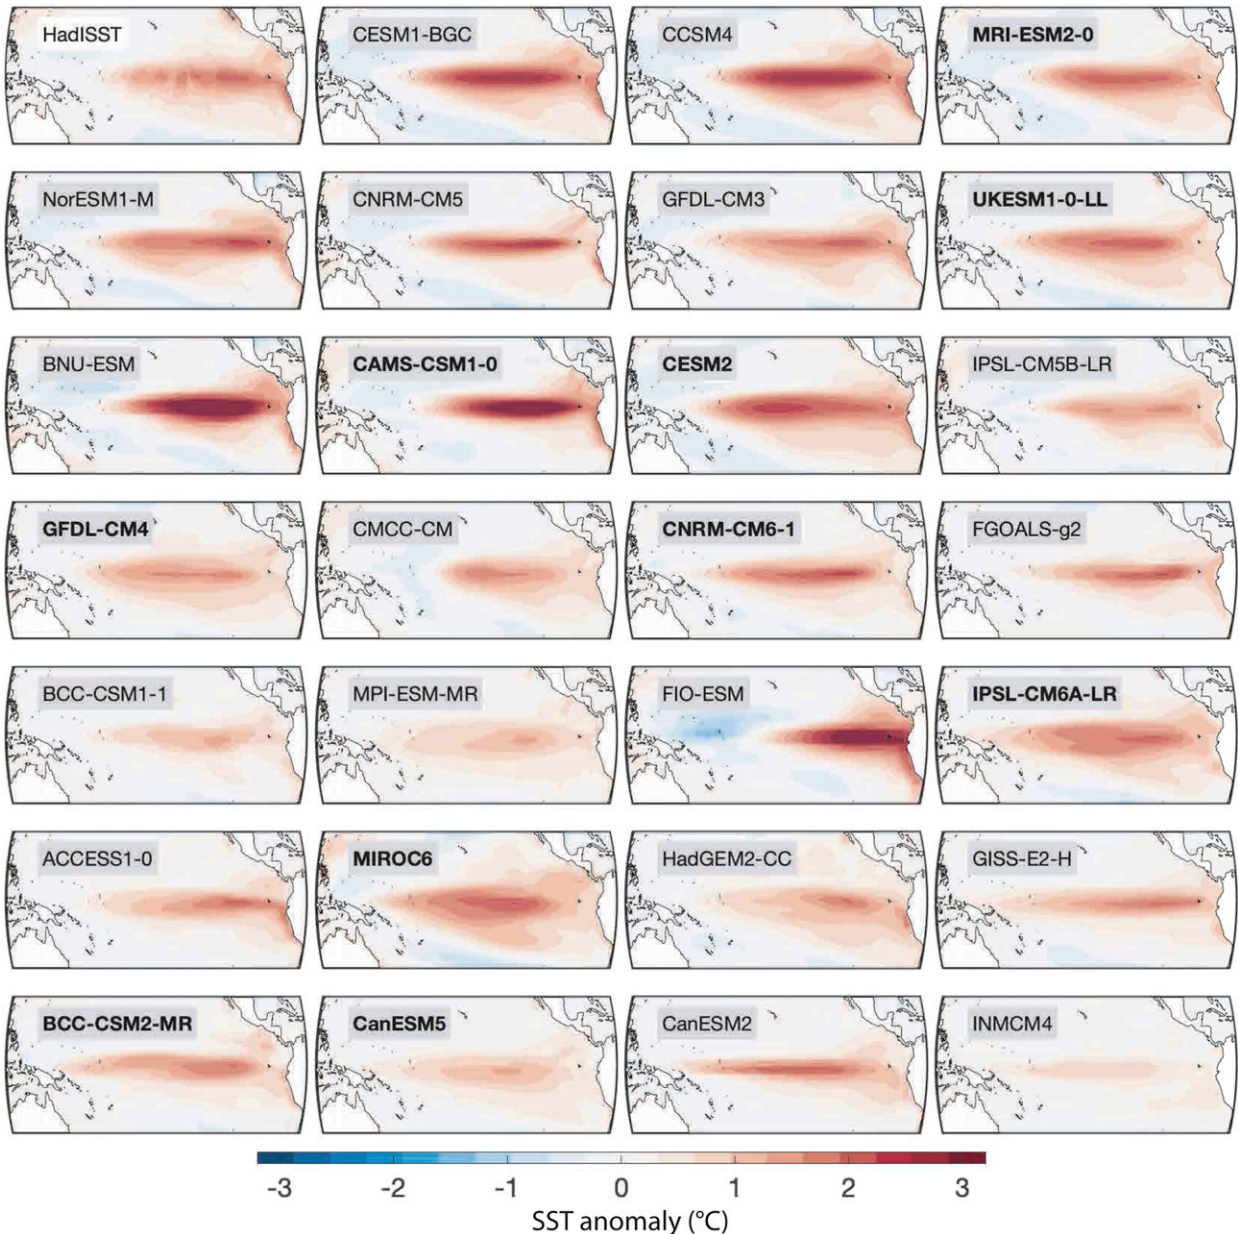 HadISST
CESM1-BGC
CCSM4
MRI-ESM2-0
NorESM1-M
CNRM-CM5
GFDL-CM3
UKESM1-0-LL
BNU-ESM
CAMS-CSM1-0
CESM2
IPSL-CM5B-LR
GFDL-CM4
CMCC-CM
CNRM-CM6-1
FGOALS-g2
BCC-CSM1-1
MPI-ESM-MR
FIO-ESM
IPSL-CM6A-LR
ACCESS1-0
MIROC6
HadGEM2-CC
GISS-E2-H
BCC-CSM2-MR
CanESM5
CanESM2
INMCM4
-3 -2 -1 0 1 2 3
SST anomaly (°C)